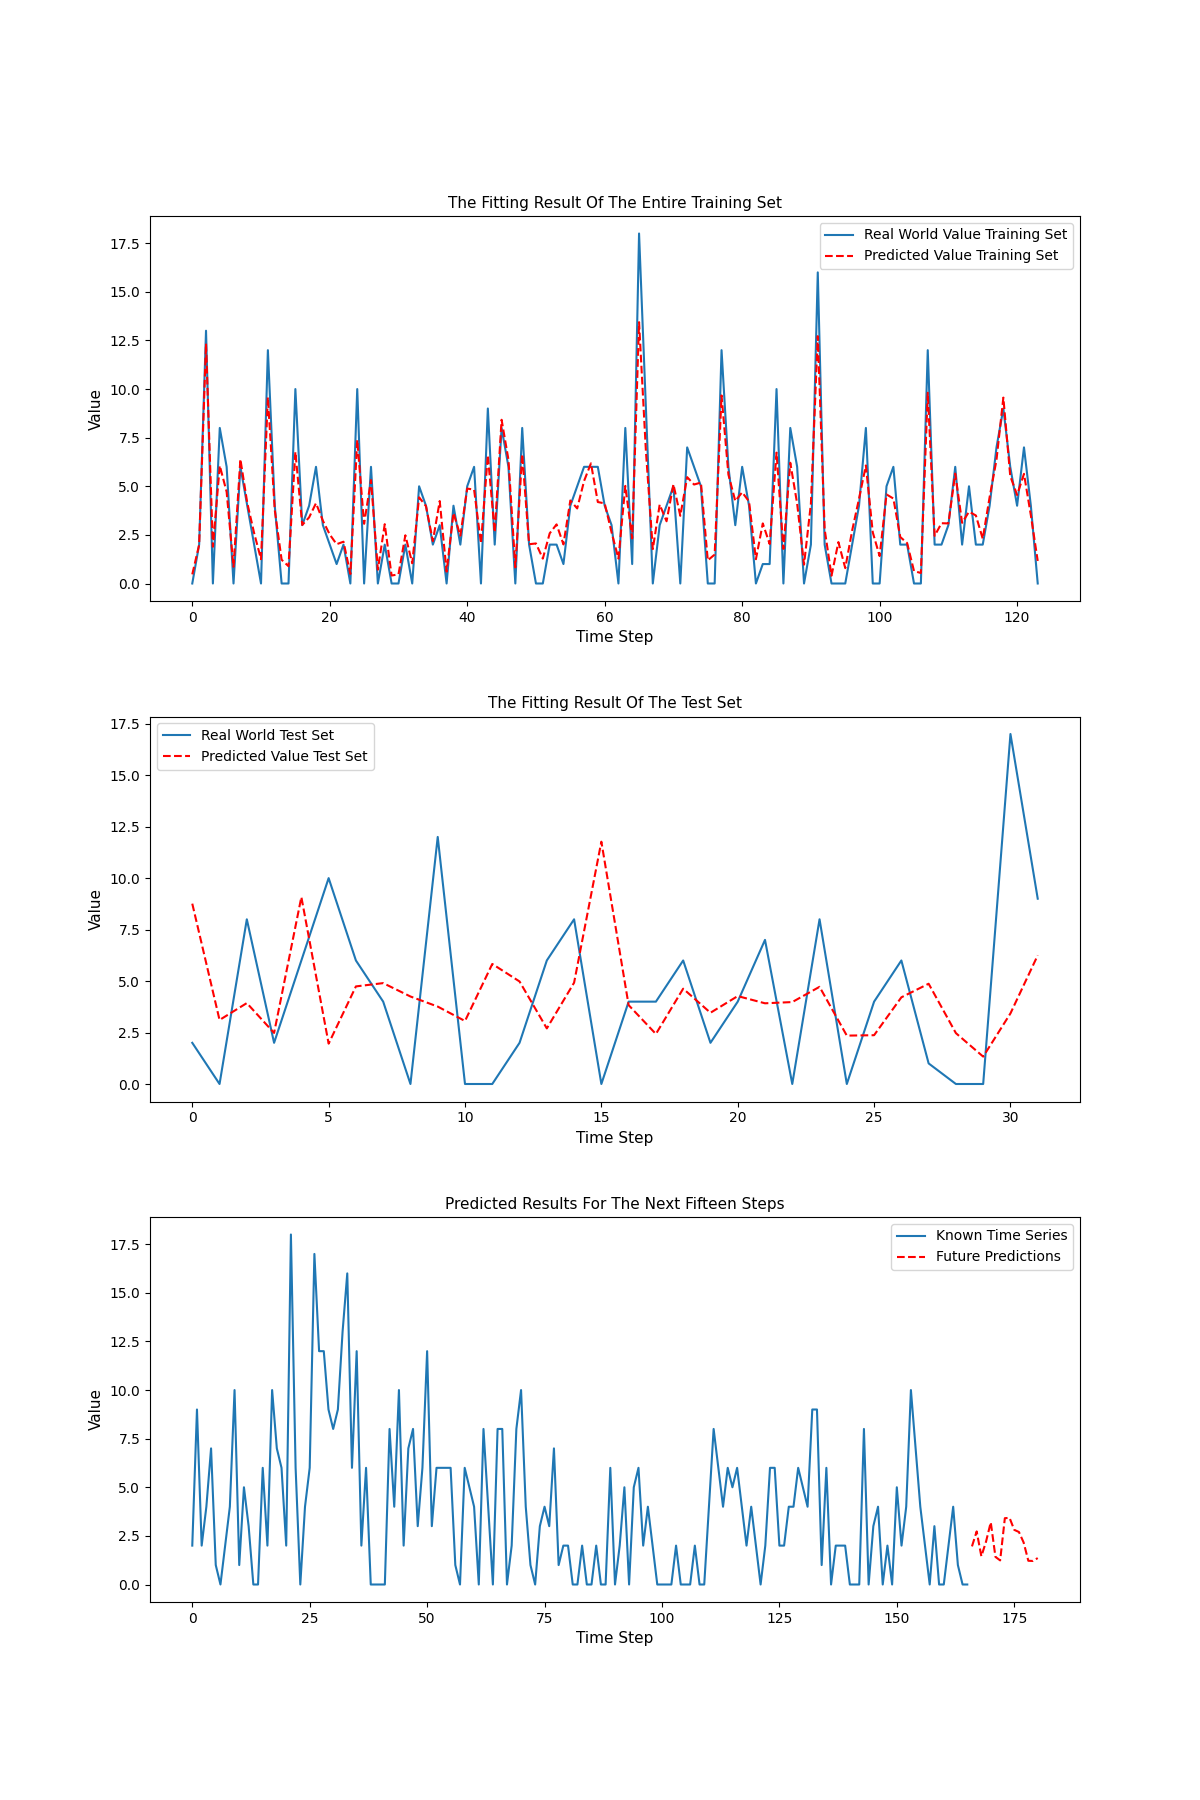 The Fitting Result Of The Entire Training Set
Real World Value Training Set
Predicted Value Training Set
Value
17.5
15.0
12.5
10.0
7.5
5.0
2.5
0.0
0 20 40 60 80 100 120
Time Step
The Fitting Result Of The Test Set
Real World Test Set
Predicted Value Test Set
Value
17.5
15.0
12.5
10.0
7.5
5.0
2.5
0.0
0 5 10 15 20 25 30
Time Step
Predicted Results For The Next Fifteen Steps
Known Time Series
Future Predictions
Value
17.5
15.0
12.5
10.0
7.5
5.0
2.5
0.0
0 25 50 75 100 125 150 175
Time Step